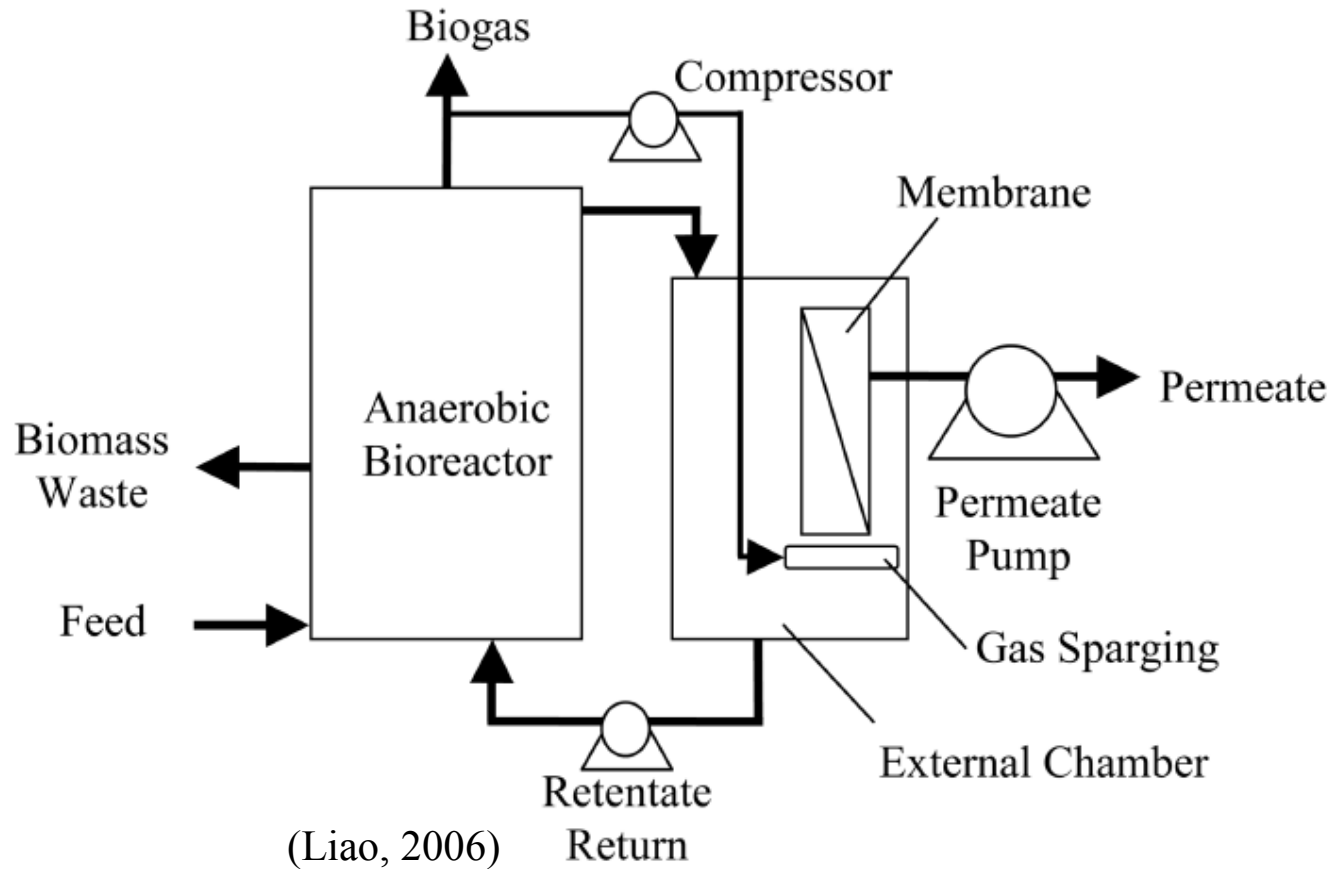 Biogas
Compressor
Membrane
Anaerobic
Bioreactor
Permeate
Biomass
Waste
Permeate
Pump
Feed
Gas Sparging
External Chamber
Retentate
Return
(Liao, 2006)